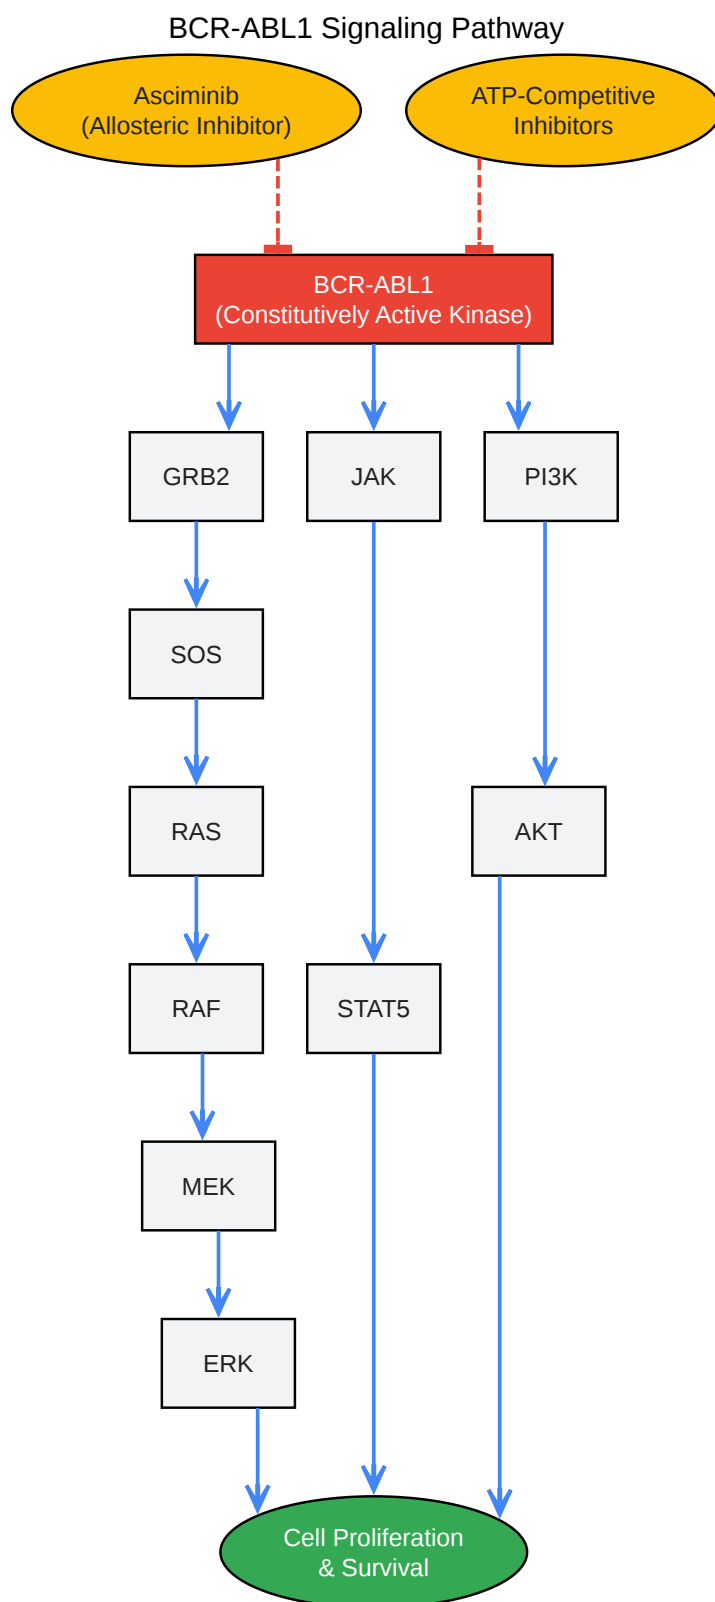 BCR-ABL1 Signaling Pathway
Asciminib
(Allosteric Inhibitor)
ATP-Competitive
Inhibitors
BCR-ABL1
(Constitutively Active Kinase)
GRB2
JAK
PI3K
SOS
RAS
AKT
RAF
STAT5
MEK
ERK
Cell Proliferation
& Survival